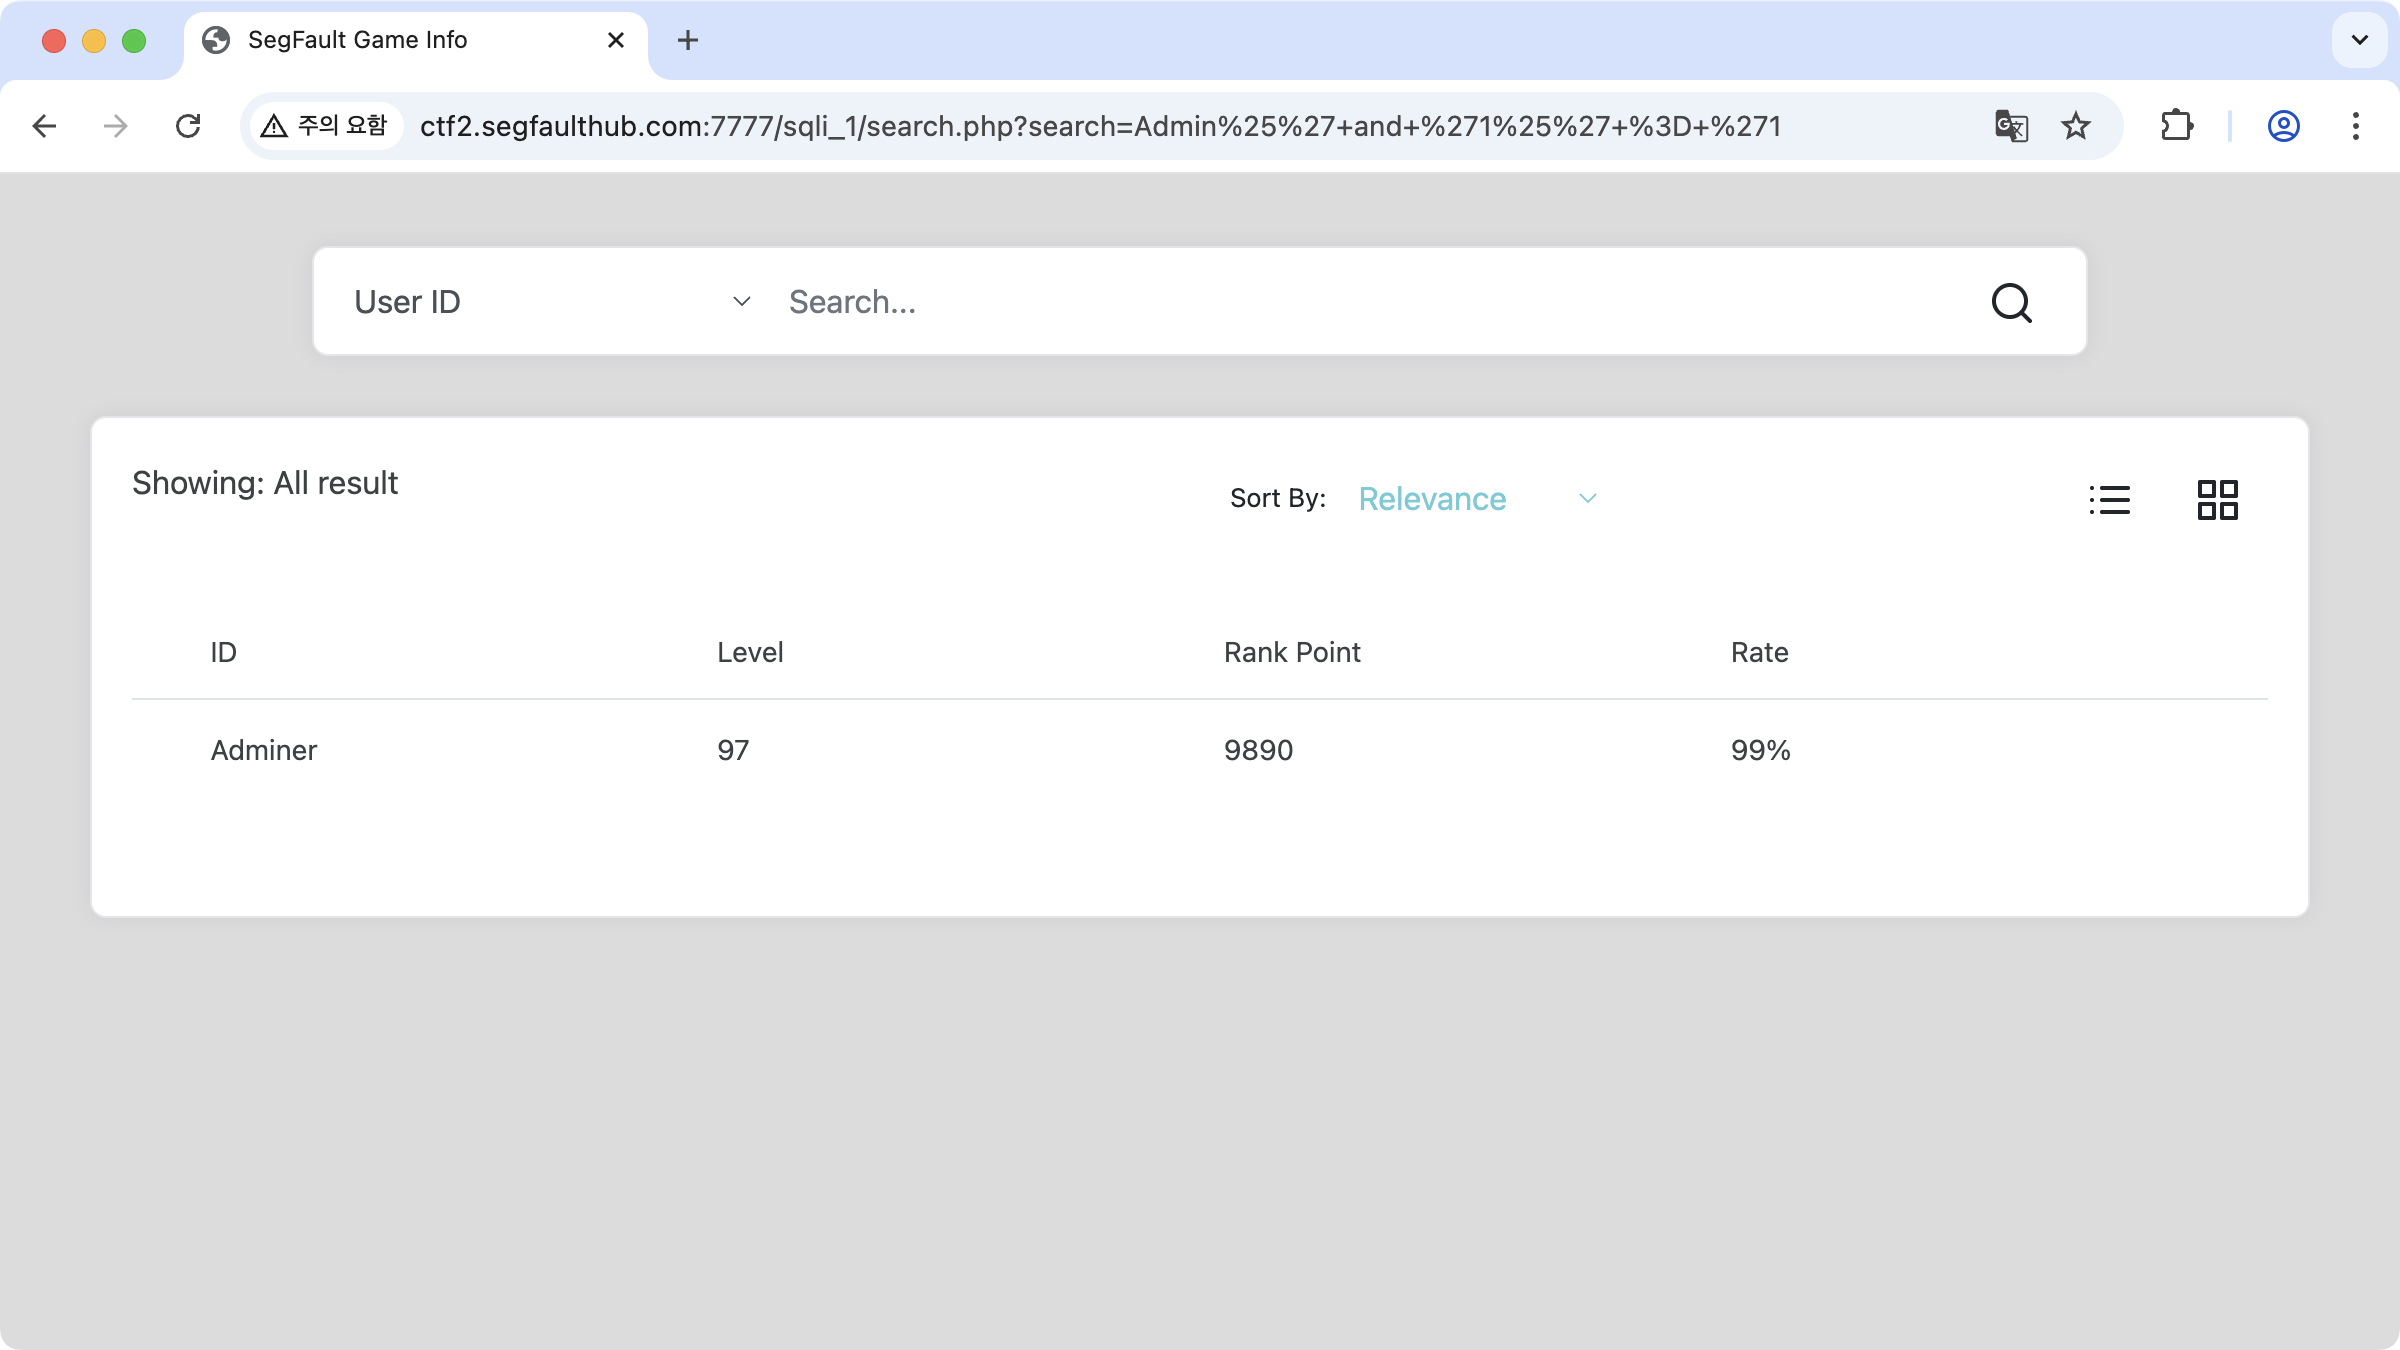 SegFault Game Info
주의 요함 ctf2.segfaulthub.com:7777/sqli_1/search.php?search=Admin%25%27+and+%271%25%27+%3D+%271
User ID Search...
Showing: All result Sort By: Relevance
ID Level Rank Point Rate
Adminer 97 9890 99%